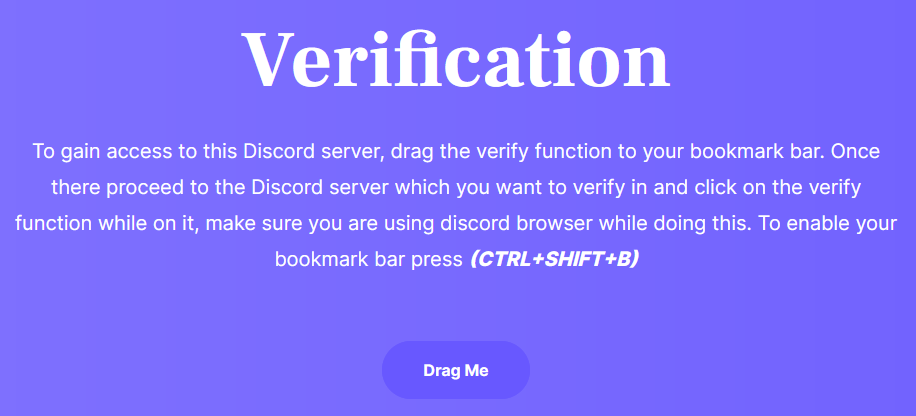 Verification
To gain access to this Discord server, drag the verify function to your bookmark bar. Once
there proceed to the Discord server which you want to verify in and click on the verify
function while on it, make sure you are using discord browser while doing this. To enable your
bookmark bar press (CTRL+SHIFT+B)
Drag Me